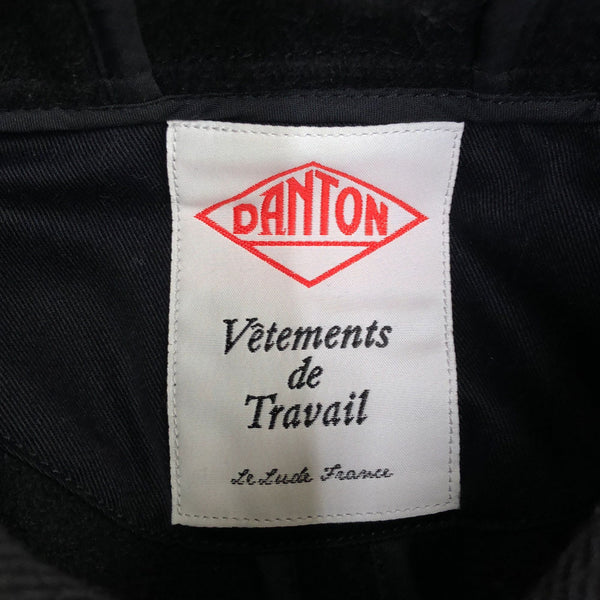 DANTON
Vêtements
de
Travail
Le Lude France